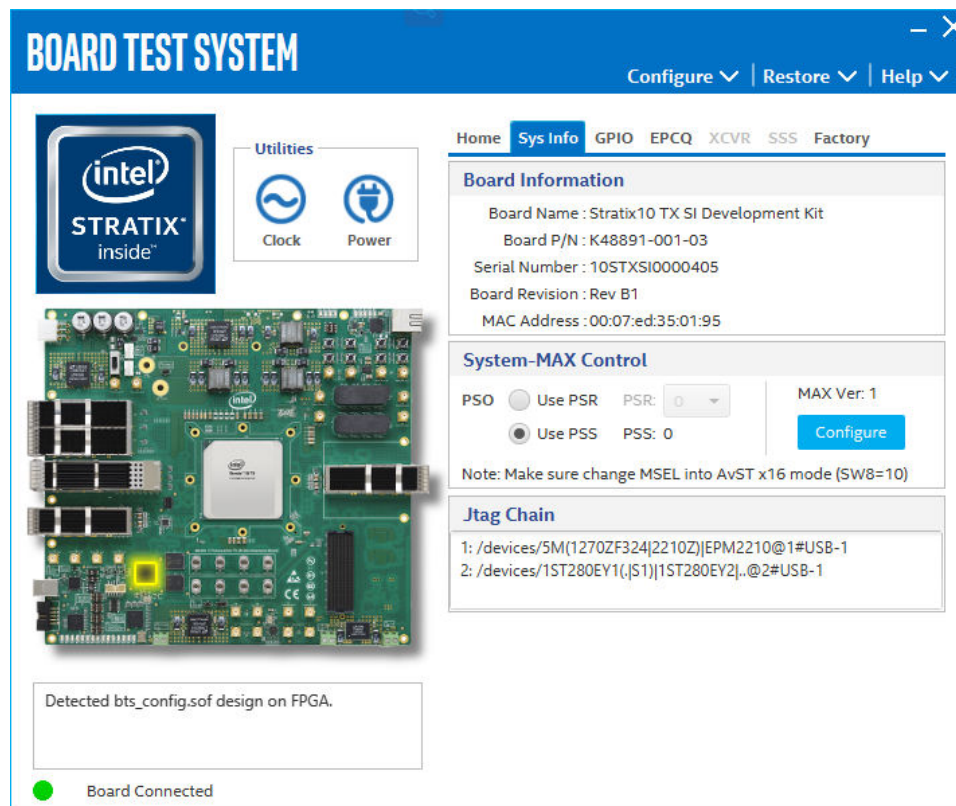 BOARD TEST SYSTEM
Configure Restore Help
intel
STRATIX
inside™
Utilities
Clock Power
Home Sys Info GPIO EPCQ XCVR SSS Factory
Board Information
Board Name : Stratix10 TX SI Development Kit
Board P/N : K48891-001-03
Serial Number : 10STXSI0000405
Board Revision : Rev B1
MAC Address : 00:07:ed:35:01:95
System-MAX Control
PSO Use PSR PSR: 0 MAX Ver: 1
Use PSS PSS: 0 Configure
Note: Make sure change MSEL into AvST x16 mode (SW8=10)
Jtag Chain
1: /devices/5M(1270ZF324|2210Z)|EPM2210@1#USB-1
2: /devices/1ST280EY1(.|S1)|1ST280EY2|..@2#USB-1
intel
intel
CE
Detected bts_config.sof design on FPGA.
Board Connected